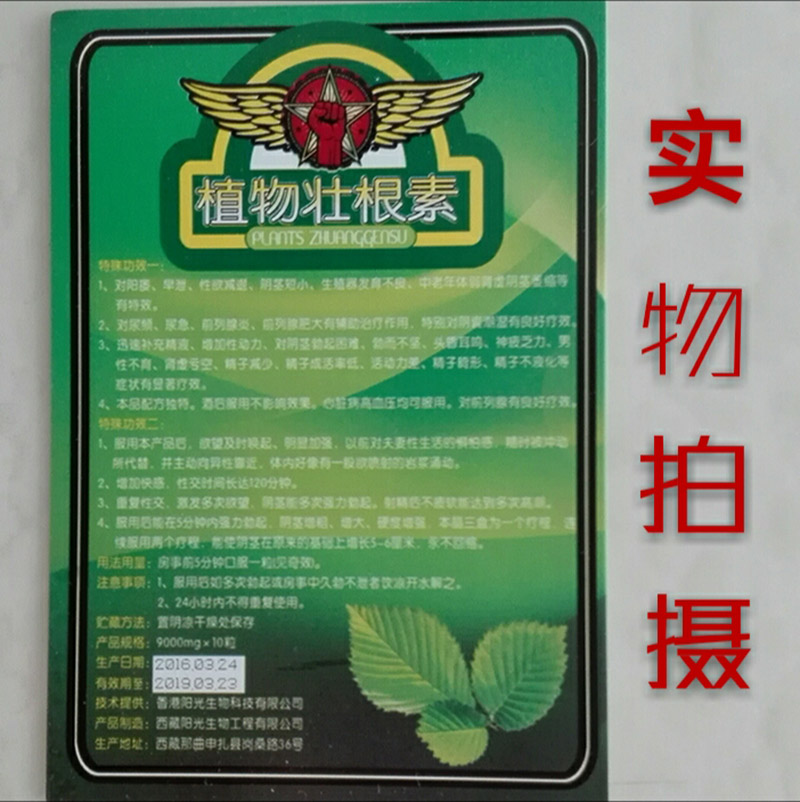 植物壮根素
PLANTS ZHUANGGENSU
特殊功效一:
1、对阳痿、早泄、性欲减退、阴茎短小、生殖器发育不良、中老年体弱肾虚阴茎萎缩等
有特效。
2、对尿频、尿急、前列腺炎、前列腺肥大有辅助治疗作用,特别对阴囊潮湿有良好疗效。
3、迅速补充精液、增加性动力、对阴茎勃起困难、勃而不坚、头晕耳鸣、神疲乏力、男
性不育、肾虚亏空、精子减少、精子成活率低、活动力差、精子畸形、精子不液化等
症状有显著疗效。
4、本品配方独特。酒后服用不影响效果。心脏病高血压均可服用。对前列腺有良好疗效。
特殊功效二:
1、服用本产品后,欲望及时唤起、明显加强,以前对夫妻性生活的惧怕感,随时被冲动
所代替,并主动向异性靠近,体内好像有一股欲喷射的岩浆涌动。
2、增加快感,性交时间长达120分钟。
3、重复性交,激发多次欲望,阴茎能多次强力勃起。射精后不疲软能达到多次高潮。
4、服用后能在5分钟内强力勃起,阴茎增粗、增大、硬度增强,本品三盒为一个疗程,连
续服用两个疗程,能使阴茎在原来的基础上增长5-6厘米,永不回缩。
用法用量:房事前5分钟口服一粒(见奇效)。
注意事项:1、服用后如多次勃起或房事中久勃不泄者饮凉开水解之。
2、24小时内不得重复使用。
贮藏方法:置阴凉干燥处保存
产品规格:9000mg×10粒
生产日期:2016.03.24
有效期至:2019.03.23
技术提供:香港阳光生物科技有限公司
产品制造:西藏阳光生物工程有限公司
生产地址:西藏那曲申扎县岗桑路36号
实
物
拍
摄